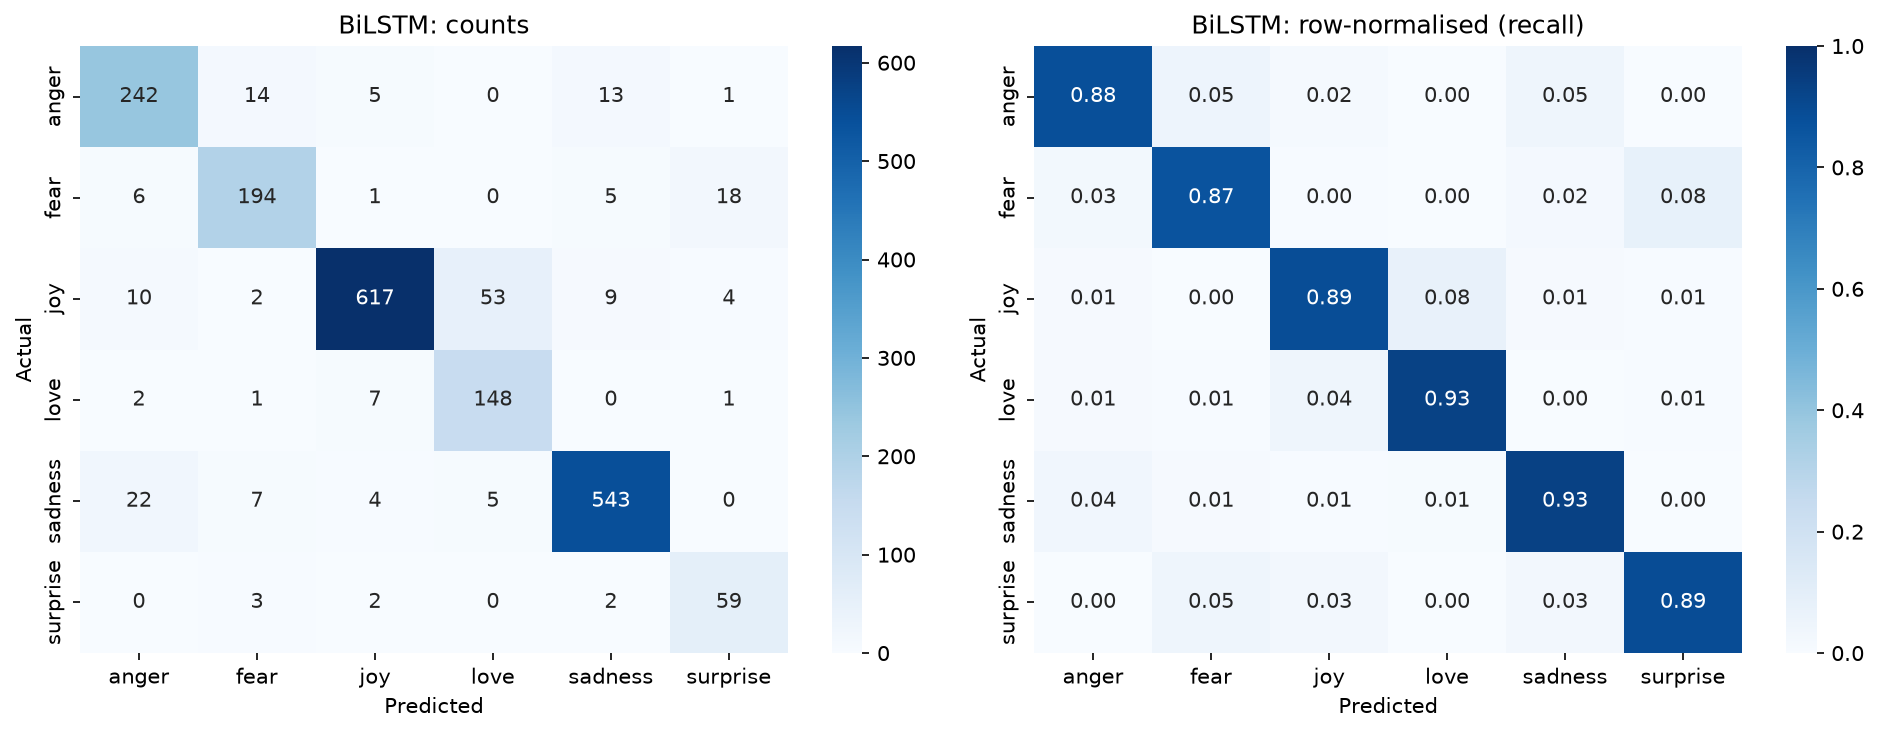 BiLSTM: counts
Actual
anger 242 14 5 0 13 1
fear 6 194 1 0 5 18
joy 10 2 617 53 9 4
love 2 1 7 148 0 1
sadness 22 7 4 5 543 0
surprise 0 3 2 0 2 59
anger fear joy love sadness surprise
Predicted
600
500
400
300
200
100
0
BiLSTM: row-normalised (recall)
Actual
anger 0.88 0.05 0.02 0.00 0.05 0.00
fear 0.03 0.87 0.00 0.00 0.02 0.08
joy 0.01 0.00 0.89 0.08 0.01 0.01
love 0.01 0.01 0.04 0.93 0.00 0.01
sadness 0.04 0.01 0.01 0.01 0.93 0.00
surprise 0.00 0.05 0.03 0.00 0.03 0.89
anger fear joy love sadness surprise
Predicted
1.0
0.8
0.6
0.4
0.2
0.0